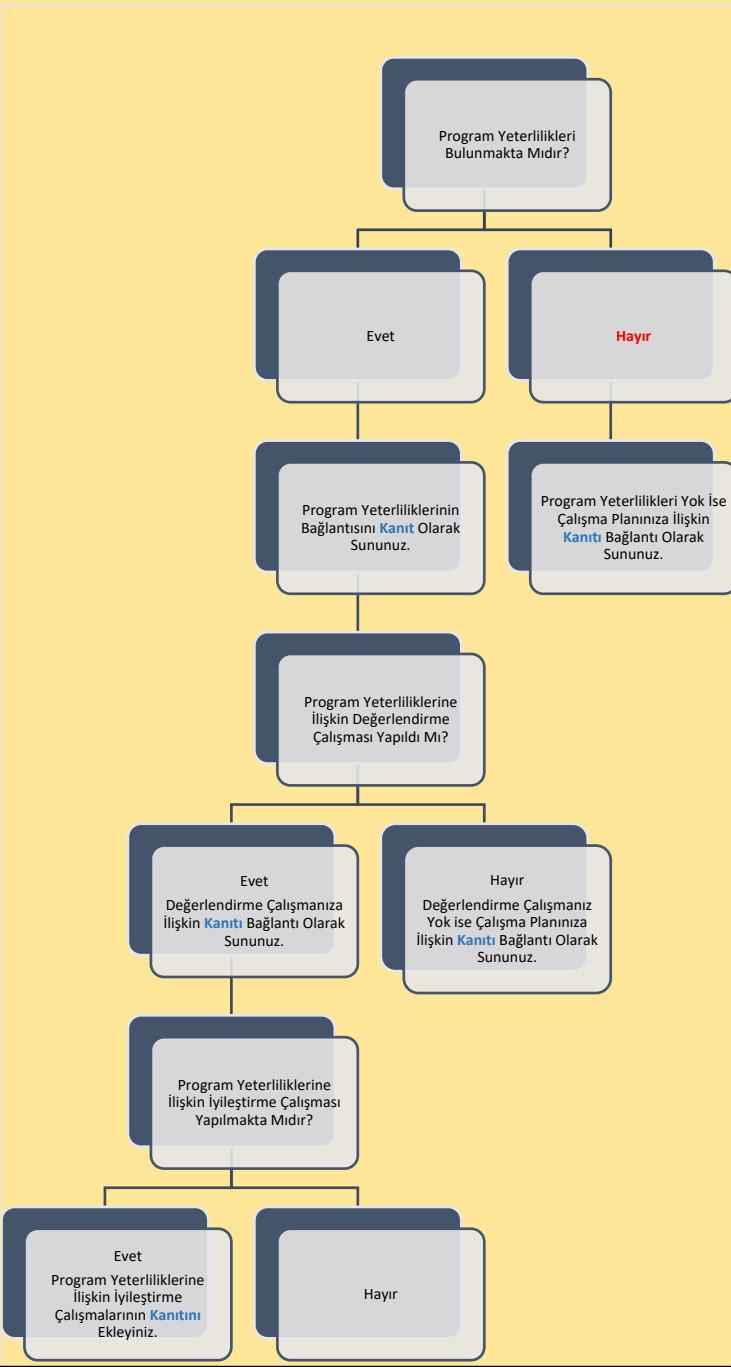 Program Yeterlilikleri
Bulunmakta Mıdır?
Evet
Hayır
Program Yeterliliklerinin
Bağlantısını Kanıt Olarak
Sununuz.
Program Yeterlilikleri Yok İse
Çalışma Planınıza İlişkin
Kanıtı Bağlantı Olarak
Sununuz.
Program Yeterliliklerine
İlişkin Değerlendirme
Çalışması Yapıldı Mı?
Evet
Değerlendirme Çalışmanıza
İlişkin Kanıtı Bağlantı Olarak
Sununuz.
Hayır
Değerlendirme Çalışmanız
Yok ise Çalışma Planınıza
İlişkin Kanıtı Bağlantı Olarak
Sununuz.
Program Yeterliliklerine
İlişkin İyileştirme Çalışması
Yapılmakta Mıdır?
Evet
Program Yeterliliklerine
İlişkin İyileştirme
Çalışmalarının Kanıtını
Ekleyiniz.
Hayır